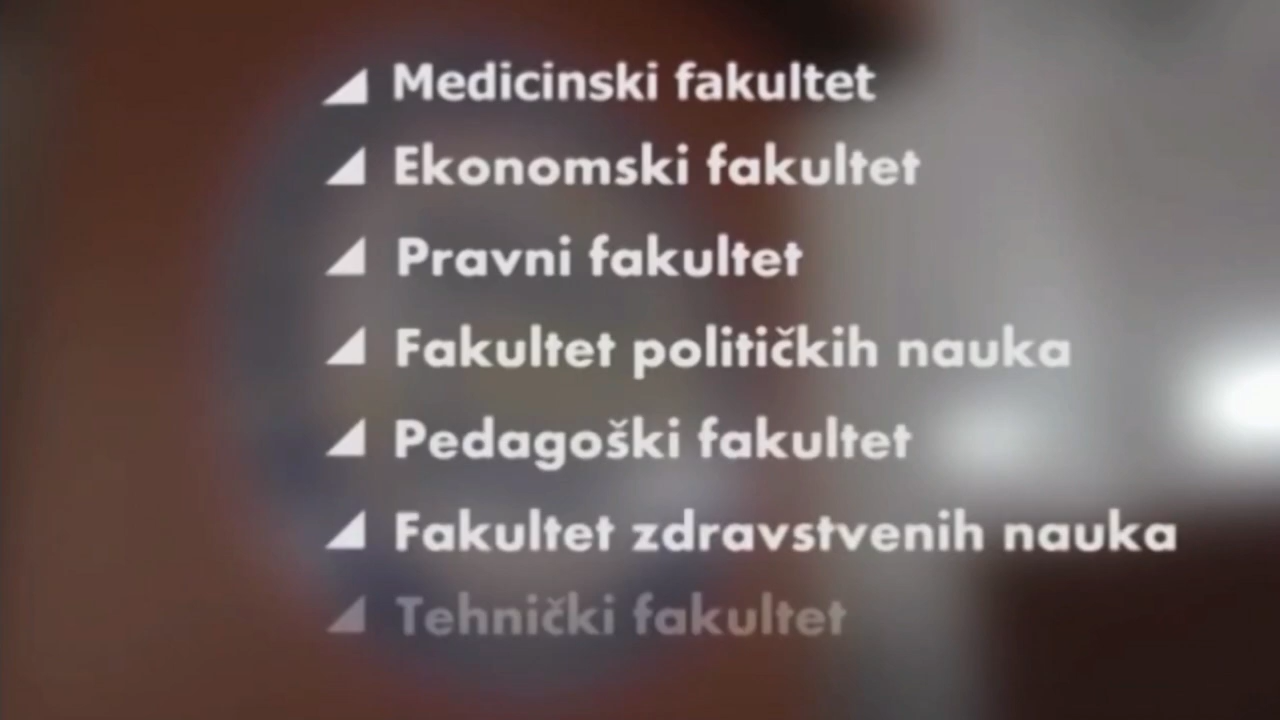 Medicinski fakultet
Ekonomski fakultet
Pravni fakultet
Fakultet političkih nauka
Pedagoški fakultet
Fakultet zdravstvenih nauka
Tehnički fakultet